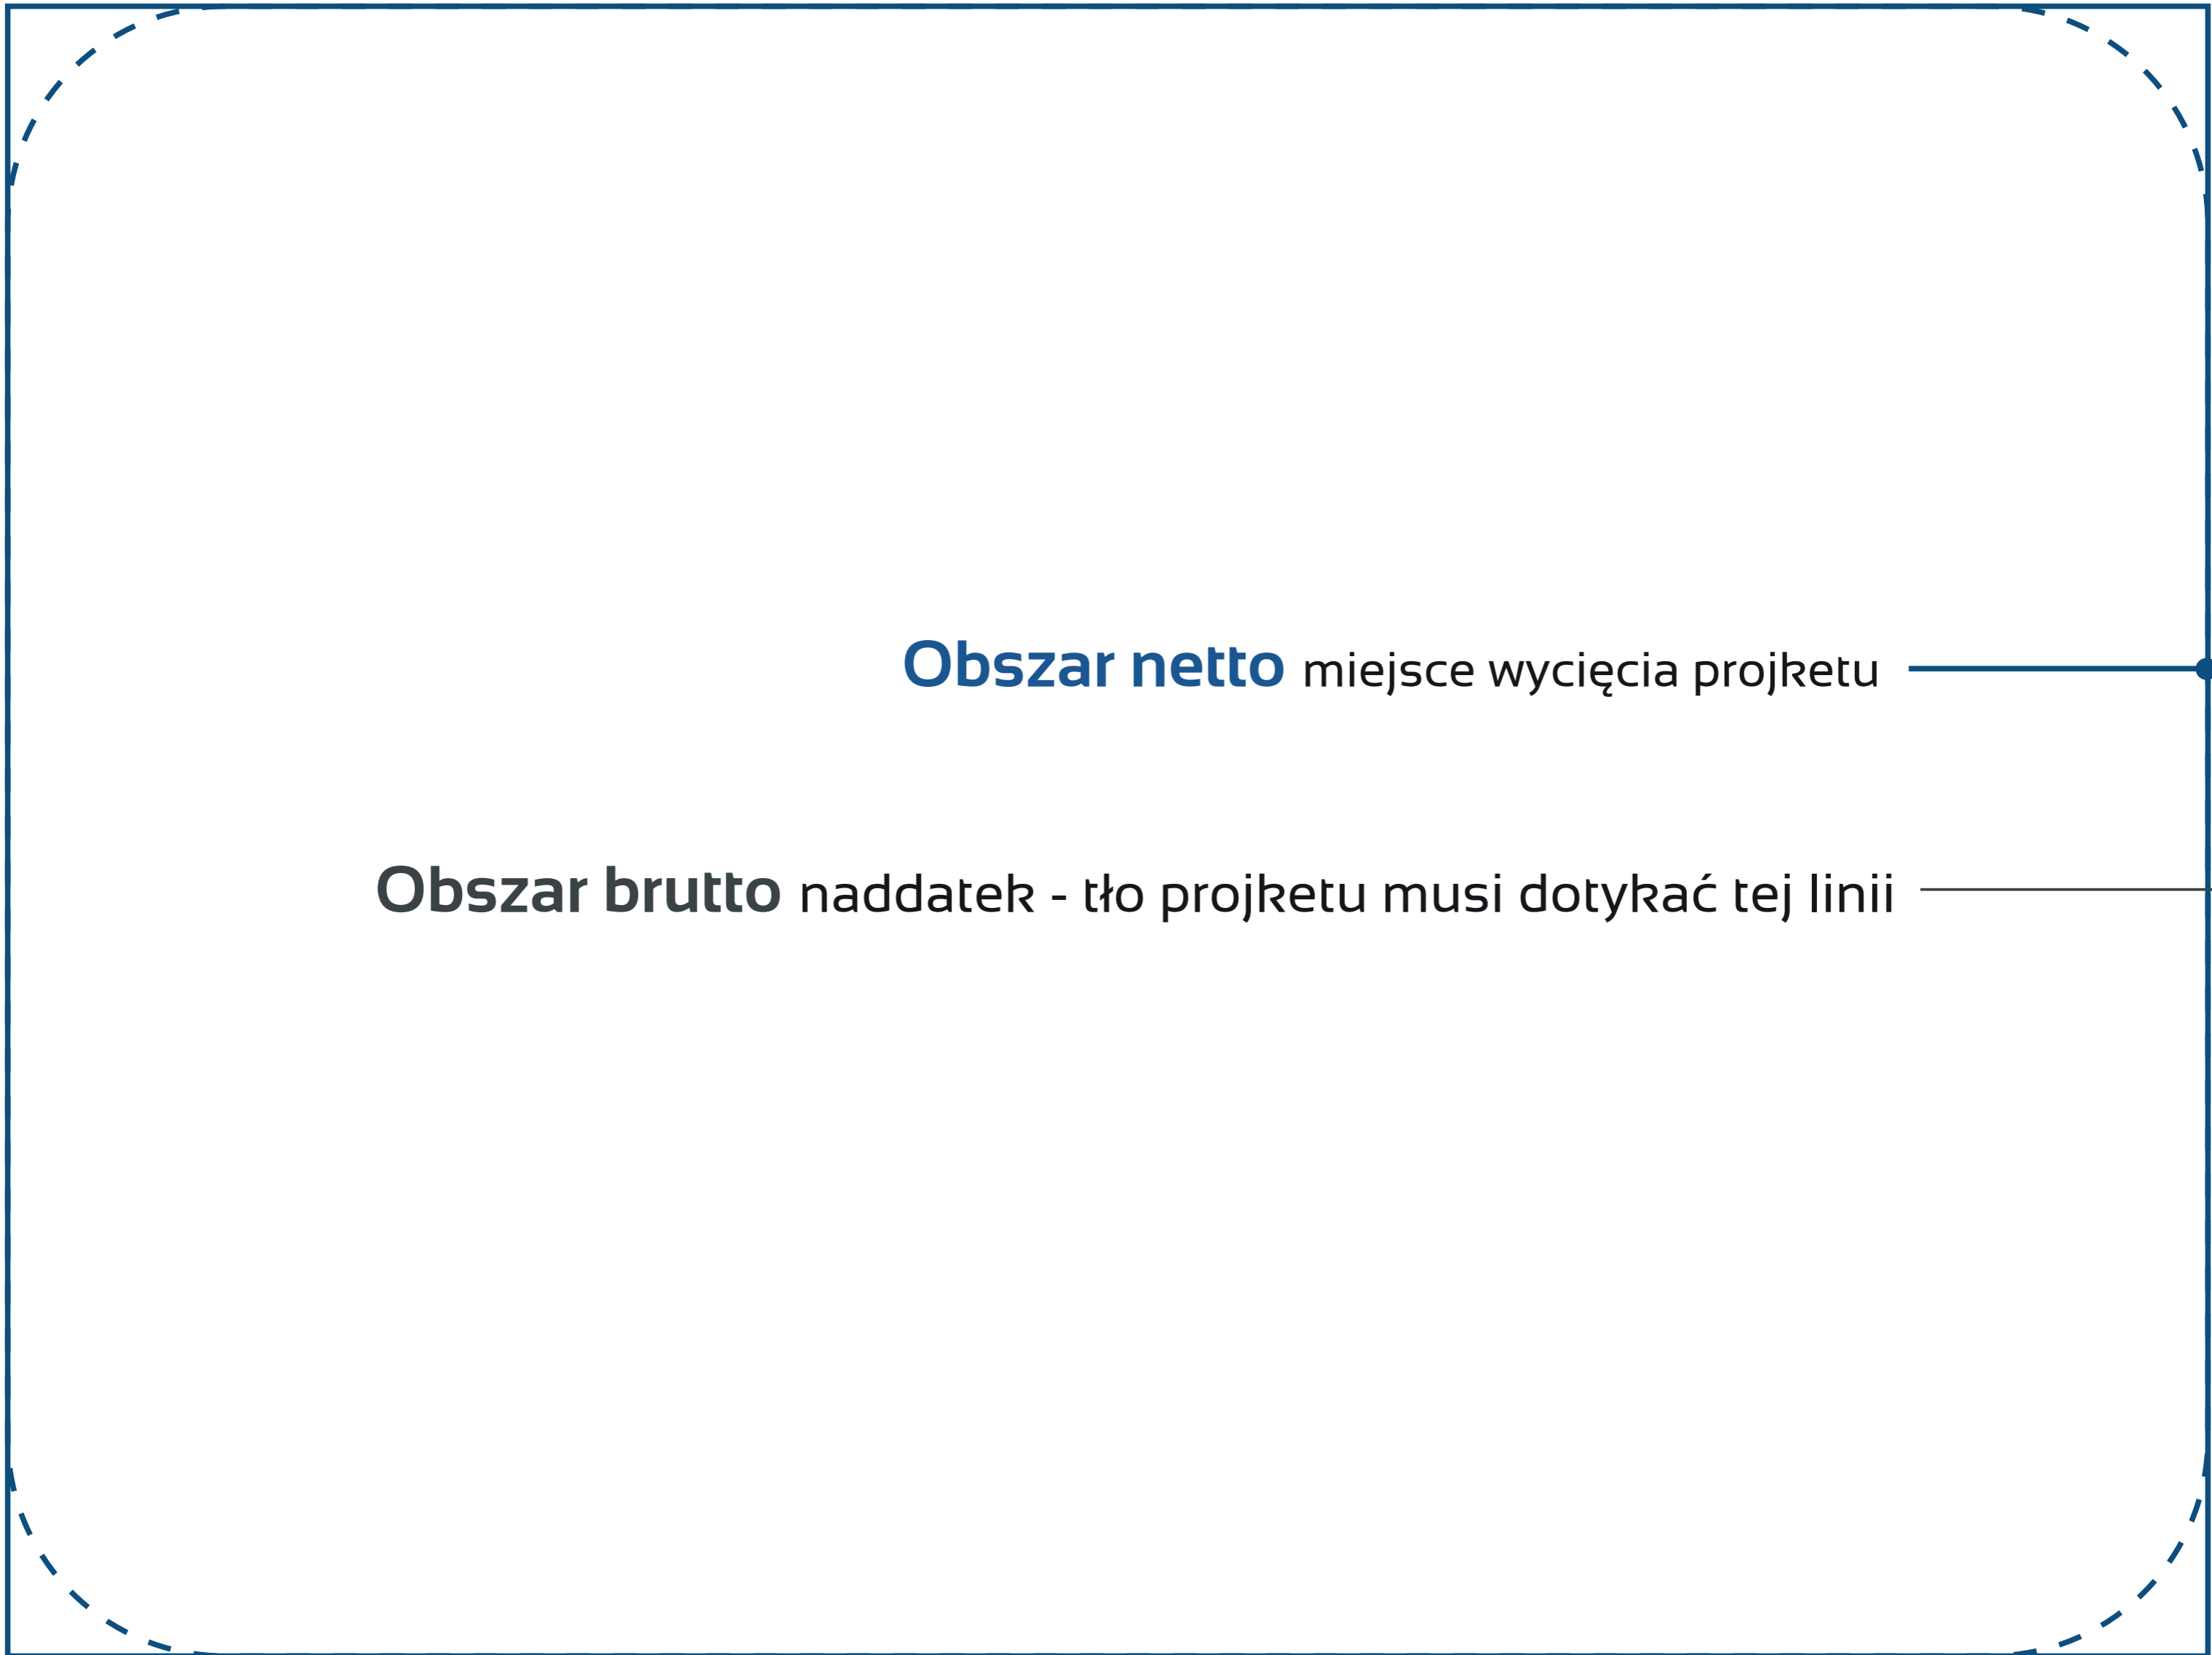 Obszar netto miejsce wycięcia projketu
Obszar brutto naddatek - tło projketu musi dotykać tej linii